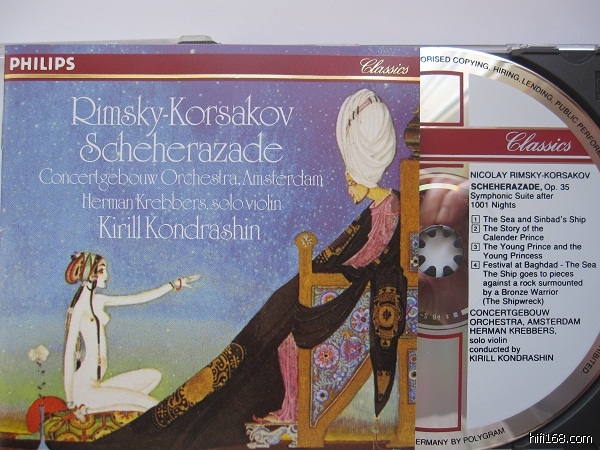 PHILIPS
Classics
Rimsky-Korsakov
Scheherazade
Concertgebouw Orchestra, Amsterdam
Herman Krebbers, solo violin
Kirill Kondrashin
ORISED COPYING, HIRING, LENDING, PUBLIC PERFORM
Classics
NICOLAY RIMSKY-KORSAKOV
SCHEHERAZADE, Op. 35
Symphonic Suite after
1001 Nights
1 The Sea and Sinbad's Ship
2 The Story of the
Calender Prince
3 The Young Prince and the
Young Princess
4 Festival at Baghdad - The Sea
The Ship goes to pieces
against a rock surmounted
by a Bronze Warrior
(The Shipwreck)
CONCERTGEBOUW
ORCHESTRA, AMSTERDAM
HERMAN KREBBERS,
solo violin
conducted by
KIRILL KONDRASHIN
ERMANY BY POLYGRAM
hifi168.com